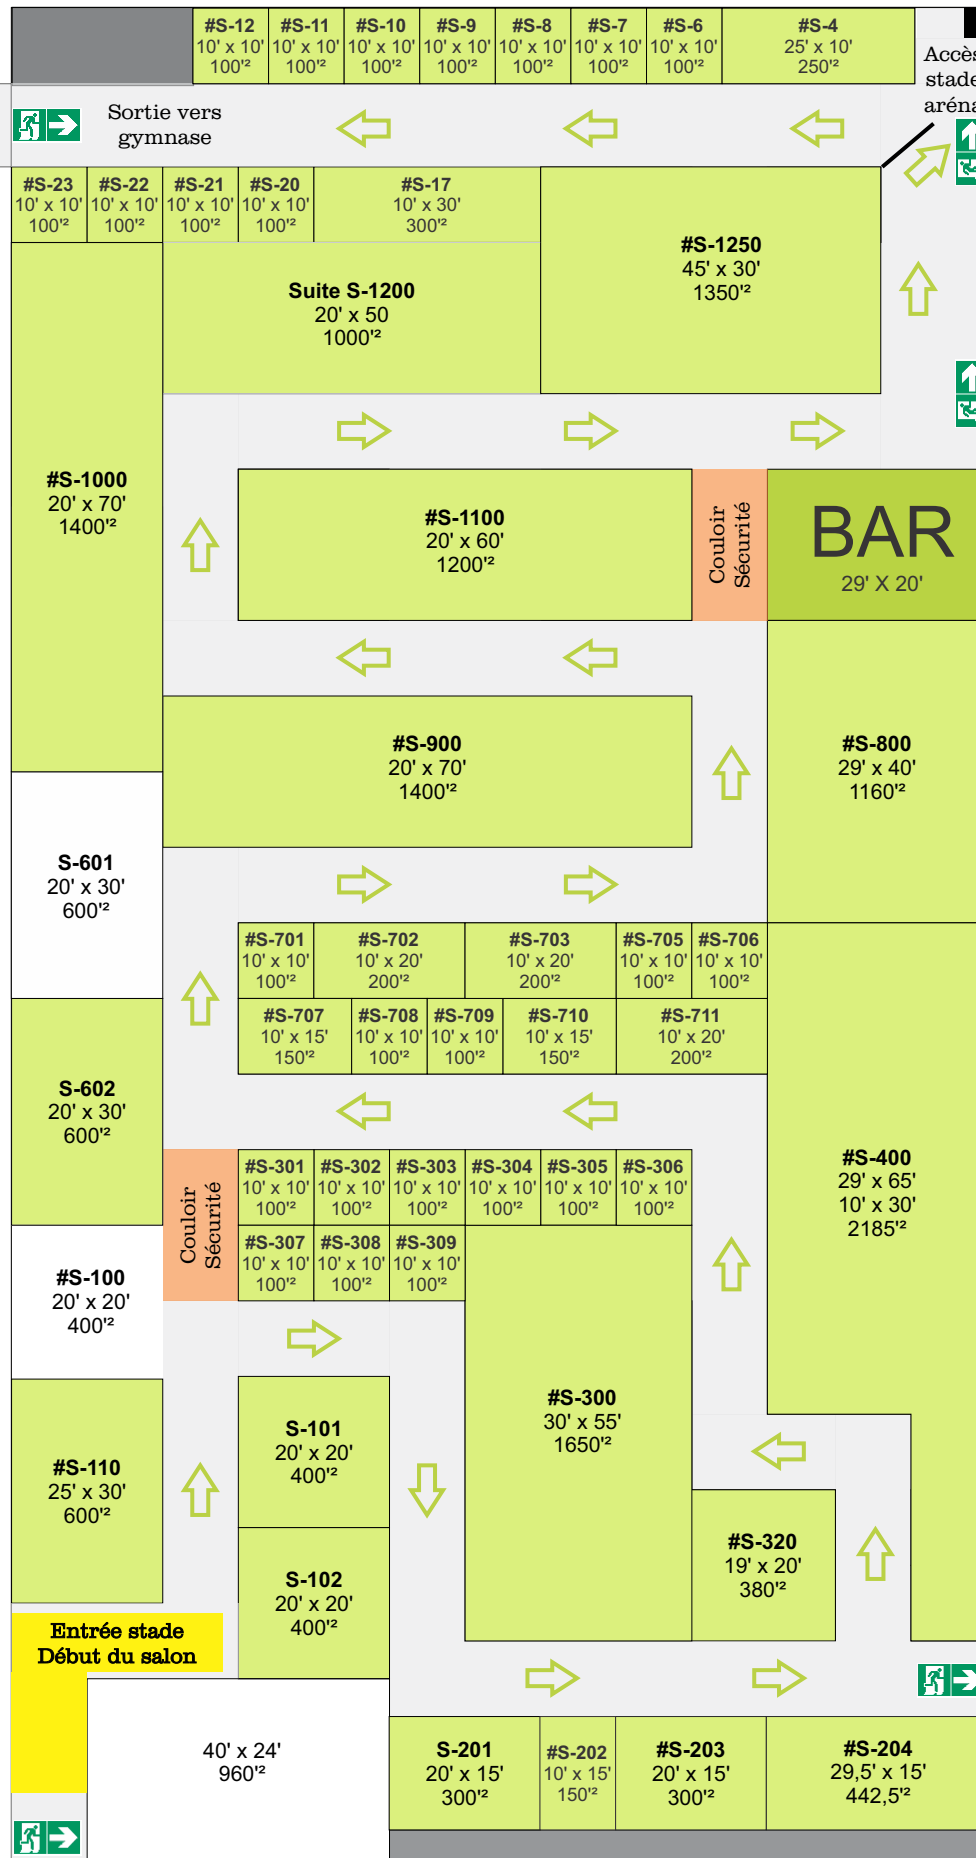 #S-12
10' x 10'
100'²
#S-11
10' x 10'
100'²
#S-10
10' x 10'
100'²
#S-9
10' x 10'
100'²
#S-8
10' x 10'
100'²
#S-7
10' x 10'
100'²
#S-6
10' x 10'
100'²
#S-4
25' x 10'
250'²
Accès
stade
aréna
Sortie vers
gymnase
#S-23
10' x 10'
100'²
#S-22
10' x 10'
100'²
#S-21
10' x 10'
100'²
#S-20
10' x 10'
100'²
#S-17
10' x 30'
300'²
#S-1250
45' x 30'
1350'²
Suite S-1200
20' x 50
1000'²
#S-1000
20' x 70'
1400'²
#S-1100
20' x 60'
1200'²
Couloir
Sécurité
BAR
29' X 20'
#S-900
20' x 70'
1400'²
#S-800
29' x 40'
1160'²
S-601
20' x 30'
600'²
#S-701
10' x 10'
100'²
#S-702
10' x 20'
200'²
#S-703
10' x 20'
200'²
#S-705
10' x 10'
100'²
#S-706
10' x 10'
100'²
#S-707
10' x 15'
150'²
#S-708
10' x 10'
100'²
#S-709
10' x 10'
100'²
#S-710
10' x 15'
150'²
#S-711
10' x 20'
200'²
S-602
20' x 30'
600'²
#S-400
29' x 65'
10' x 30'
2185'²
Couloir
Sécurité
#S-301
10' x 10'
100'²
#S-302
10' x 10'
100'²
#S-303
10' x 10'
100'²
#S-304
10' x 10'
100'²
#S-305
10' x 10'
100'²
#S-306
10' x 10'
100'²
#S-307
10' x 10'
100'²
#S-308
10' x 10'
100'²
#S-309
10' x 10'
100'²
#S-100
20' x 20'
400'²
#S-300
30' x 55'
1650'²
S-101
20' x 20'
400'²
#S-110
25' x 30'
600'²
#S-320
19' x 20'
380'²
S-102
20' x 20'
400'²
Entrée stade
Début du salon
40' x 24'
960'²
S-201
20' x 15'
300'²
#S-202
10' x 15'
150'²
#S-203
20' x 15'
300'²
#S-204
29,5' x 15'
442,5'²